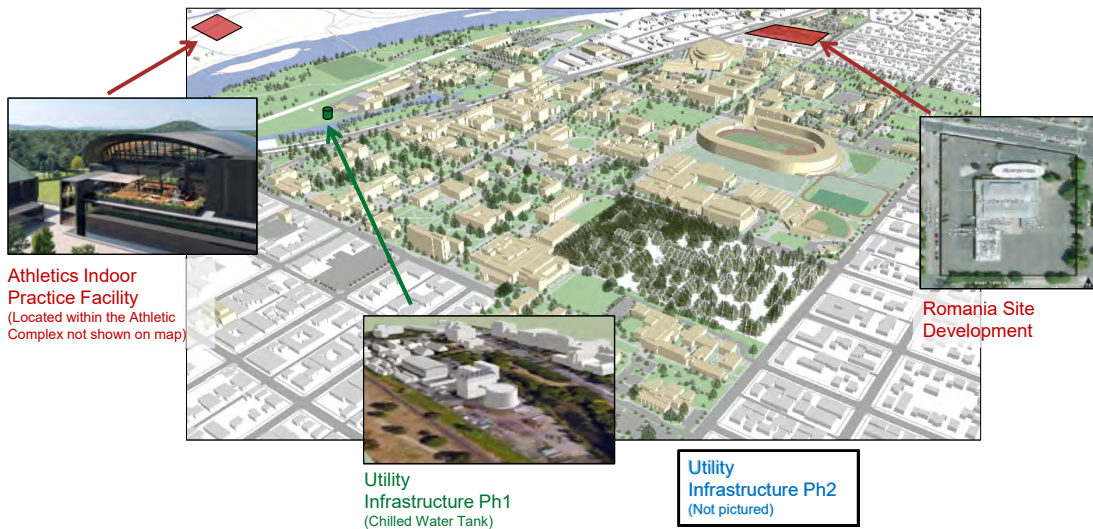 Athletics Indoor
Practice Facility
(Located within the Athletic
Complex not shown on map)
Utility
Infrastructure Ph1
(Chilled Water Tank)
Utility
Infrastructure Ph2
(Not pictured)
Romania Site
Development